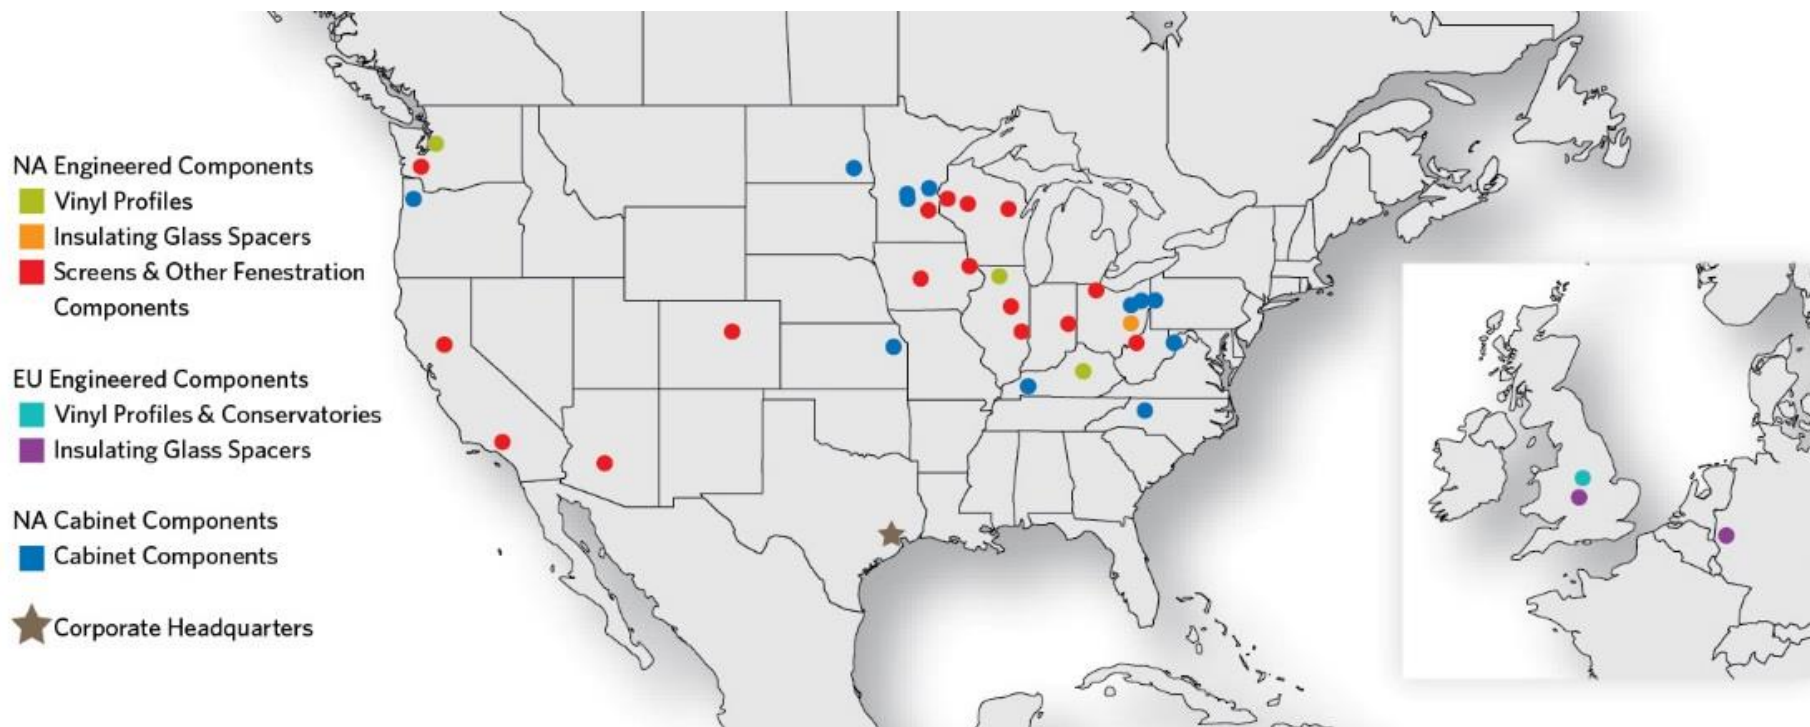 NA Engineered Components
Vinyl Profiles
Insulating Glass Spacers
Screens & Other Fenestration
Components
EU Engineered Components
Vinyl Profiles & Conservatories
Insulating Glass Spacers
NA Cabinet Components
Cabinet Components
Corporate Headquarters